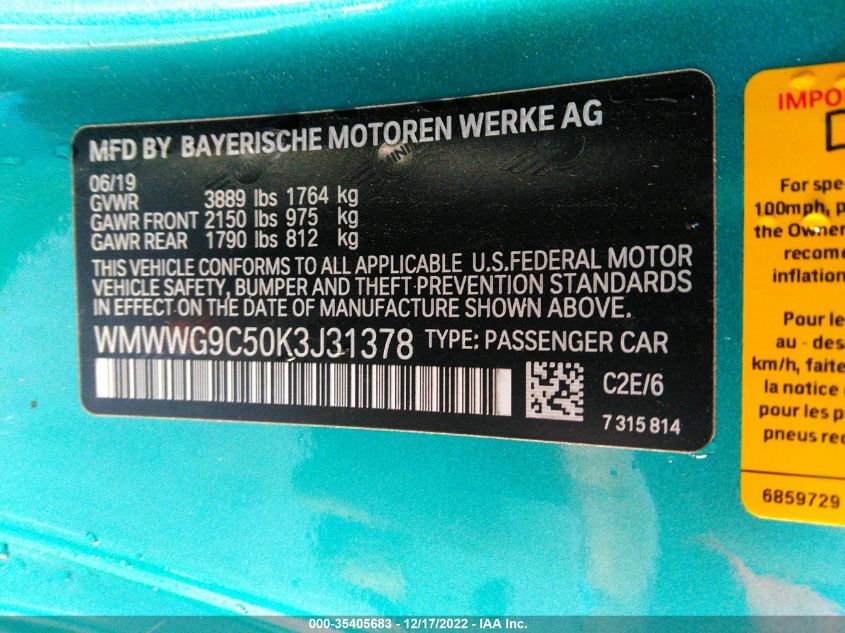 MFD BY BAYERISCHE MOTOREN WERKE AG
06/19
GVWR 3889 lbs 1764 kg
GAWR FRONT 2150 lbs 975 kg
GAWR REAR 1790 lbs 812 kg
THIS VEHICLE CONFORMS TO ALL APPLICABLE U.S.FEDERAL MOTOR
VEHICLE SAFETY, BUMPER AND THEFT PREVENTION STANDARDS
IN EFFECT ON THE DATE OF MANUFACTURE SHOWN ABOVE.
WMWWG9C50K3J31378 TYPE: PASSENGER CAR
C2E/6
7 315 814
For spe
100mph, p
the Owner
recome
inflation
Pour le
au - des
km/h, faite
la notice
pour les p
pneus rec
6859729
000-35405683 - 12/17/2022 - IAA Inc.